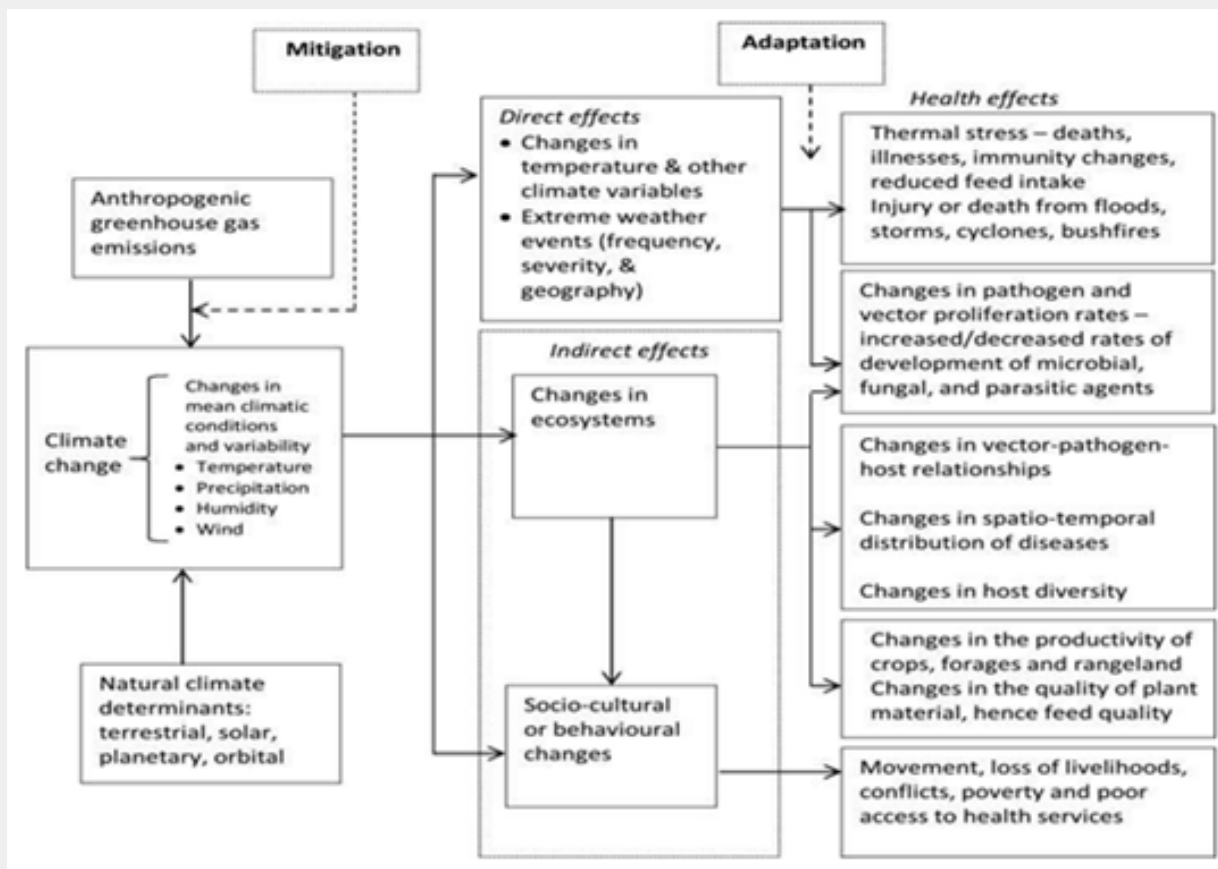 Mitigation
Adaptation
Anthropogenic
greenhouse gas
emissions
Climate
change
Changes in
mean climatic
conditions
and variability
• Temperature
• Precipitation
• Humidity
• Wind
Natural climate
determinants:
terrestrial, solar,
planetary, orbital
Direct effects
• Changes in
temperature & other
climate variables
• Extreme weather
events (frequency,
severity, &
geography)
Indirect effects
Changes in
ecosystems
Socio-cultural
or behavioural
changes
Health effects
Thermal stress – deaths,
illnesses, immunity changes,
reduced feed intake
Injury or death from floods,
storms, cyclones, bushfires
Changes in pathogen and
vector proliferation rates –
increased/decreased rates of
development of microbial,
fungal, and parasitic agents
Changes in vector-pathogen-
host relationships
Changes in spatio-temporal
distribution of diseases
Changes in host diversity
Changes in the productivity of
crops, forages and rangeland
Changes in the quality of plant
material, hence feed quality
Movement, loss of livelihoods,
conflicts, poverty and poor
access to health services